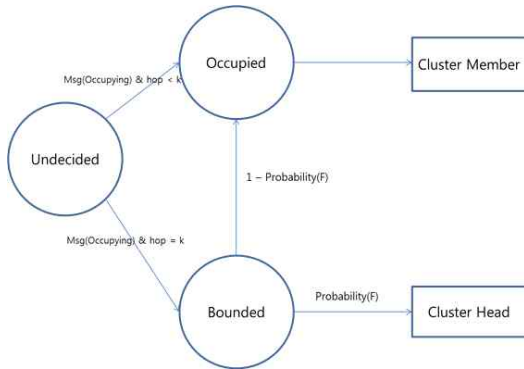 Occupied
Cluster Member
Msg(Occupying) & hop < k
Undecided
1 – Probability(F)
Msg(Occupying) & hop = k
Probability(F)
Bounded
Cluster Head